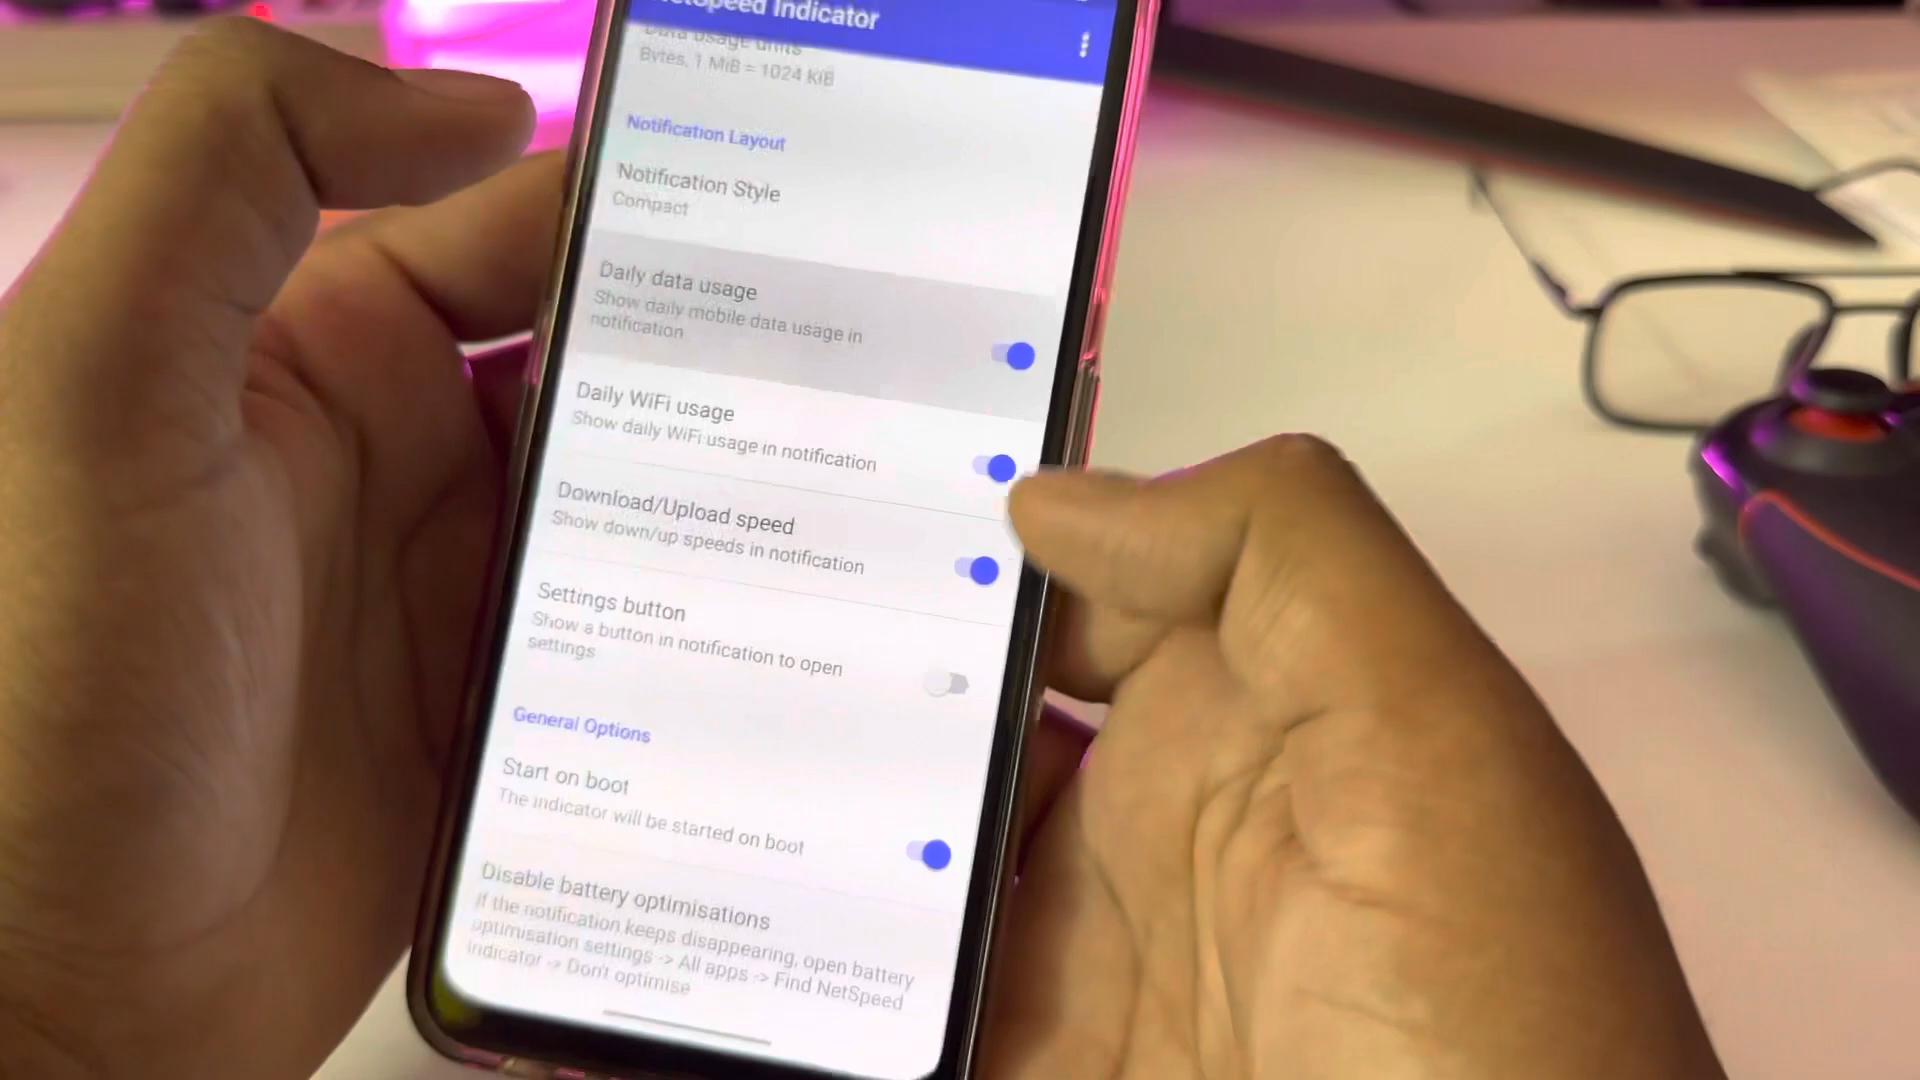 NetSpeed Indicator
Data usage units
Bytes, 1 MiB = 1024 KiB
Notification Layout
Notification Style
Compact
Daily data usage
Show daily mobile data usage in
notification
Daily WiFi usage
Show daily WiFi usage in notification
Download/Upload speed
Show down/up speeds in notification
Settings button
Show a button in notification to open
settings
General Options
Start on boot
The indicator will be started on boot
Disable battery optimisations
If the notification keeps disappearing, open battery
optimisation settings -> All apps -> Find NetSpeed
Indicator -> Don't optimise